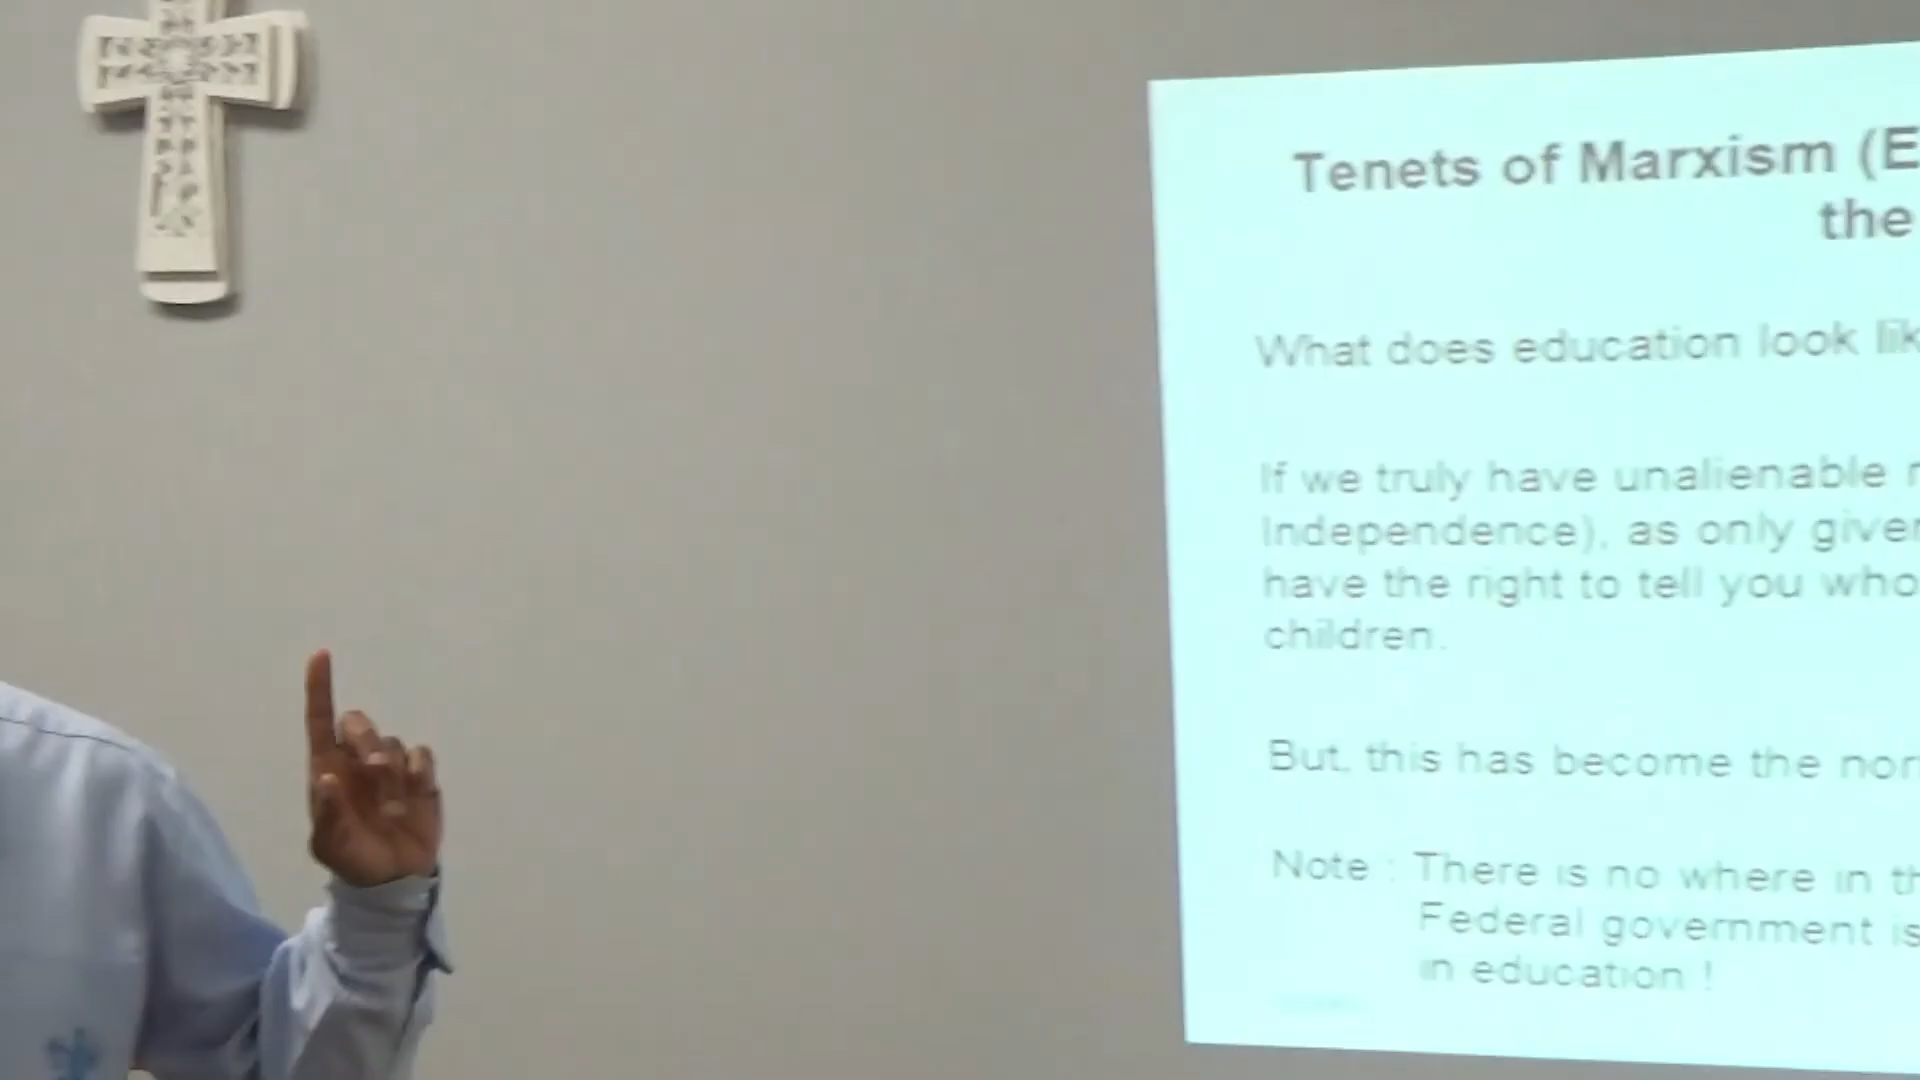 Tenets of Marxism (E
the
What does education look lik
If we truly have unalienable r
Independence), as only given
have the right to tell you who
children.
But, this has become the nor
Note : There is no where in th
Federal government is
in education !